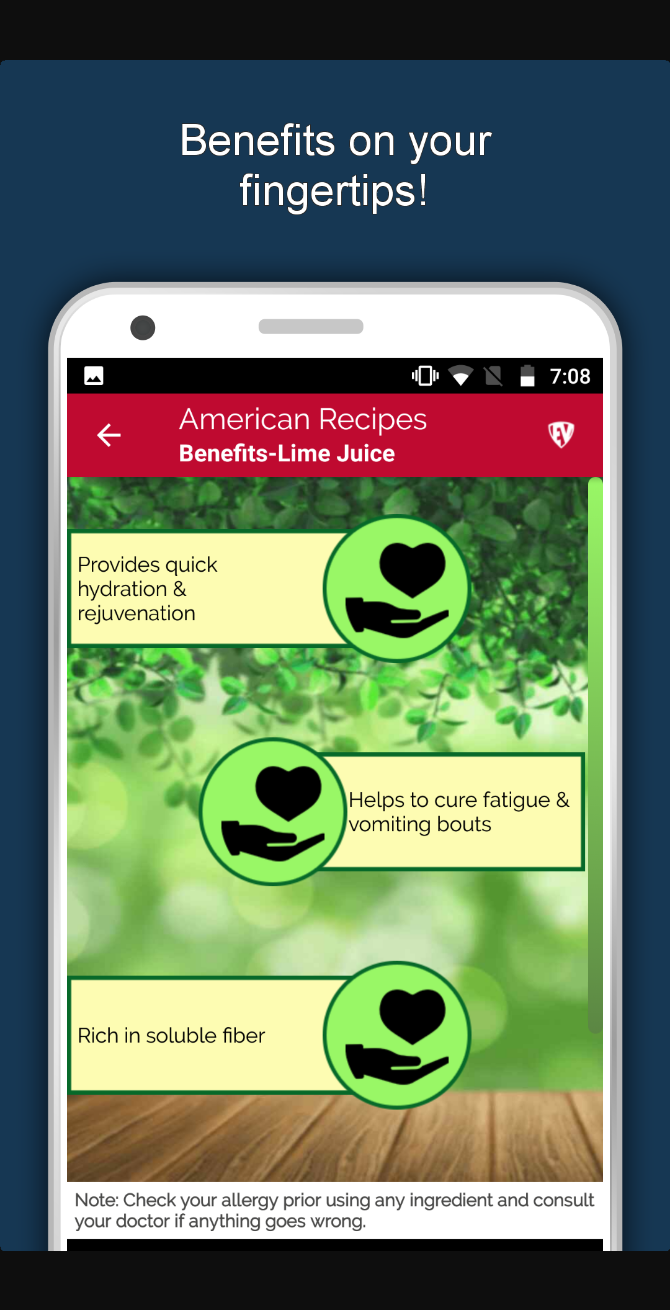 Benefits on your
fingertips!
7:08
American Recipes
EV
Benefits-Lime Juice
Provides quick
hydration &
rejuvenation
Helps to cure fatigue &
vomiting bouts
Rich in soluble fiber
Note: Check your allergy prior using any ingredient and consult
your doctor if anything goes wrong.